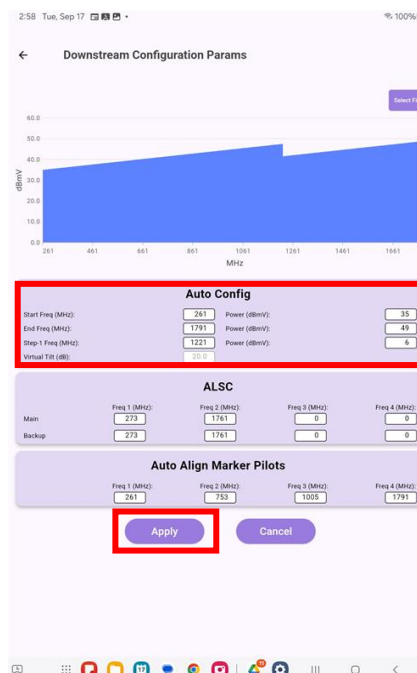 2:58 Tue, Sep 17 100%
Downstream Configuration Params
Select Fi
60.0
50.0
40.0
30.0
20.0
10.0
0.0
dBmV
261 461 661 861 1061 1261 1461 1661
MHz
Auto Config
Start Freq (MHz): 261 Power (dBmV): 35
End Freq (MHz): 1791 Power (dBmV): 49
Step-1 Freq (MHz): 1221 Power (dBmV): 6
Virtual Tilt (dB): 20.0
ALSC
Freq 1 (MHz): Freq 2 (MHz): Freq 3 (MHz): Freq 4 (MHz):
Main 273 1761 0 0
Backup 273 1761 0 0
Auto Align Marker Pilots
Freq 1 (MHz): Freq 2 (MHz): Freq 3 (MHz): Freq 4 (MHz):
261 753 1005 1791
Apply Cancel
17